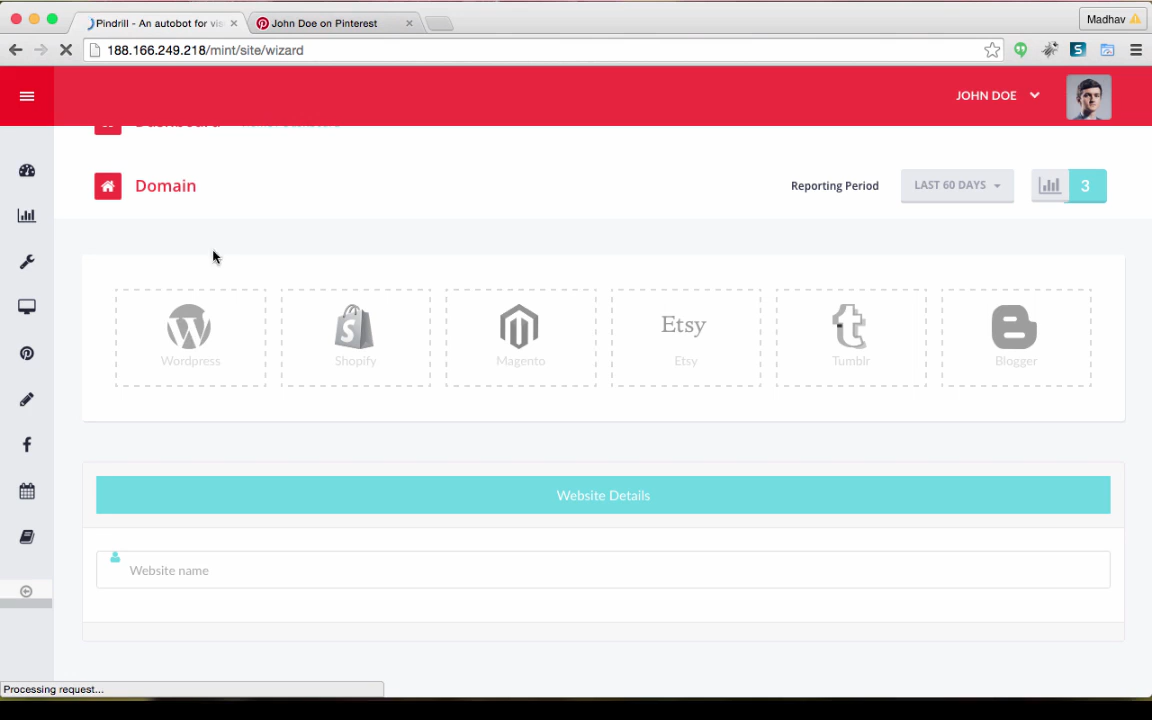 Pindrill - An autobot for vis
John Doe on Pinterest
Madhav
188.166.249.218/mint/site/wizard
JOHN DOE
Domain
Reporting Period
LAST 60 DAYS
3
Wordpress
Shopify
Magento
Etsy
Etsy
Tumblr
Blogger
Website Details
Website name
Processing request...